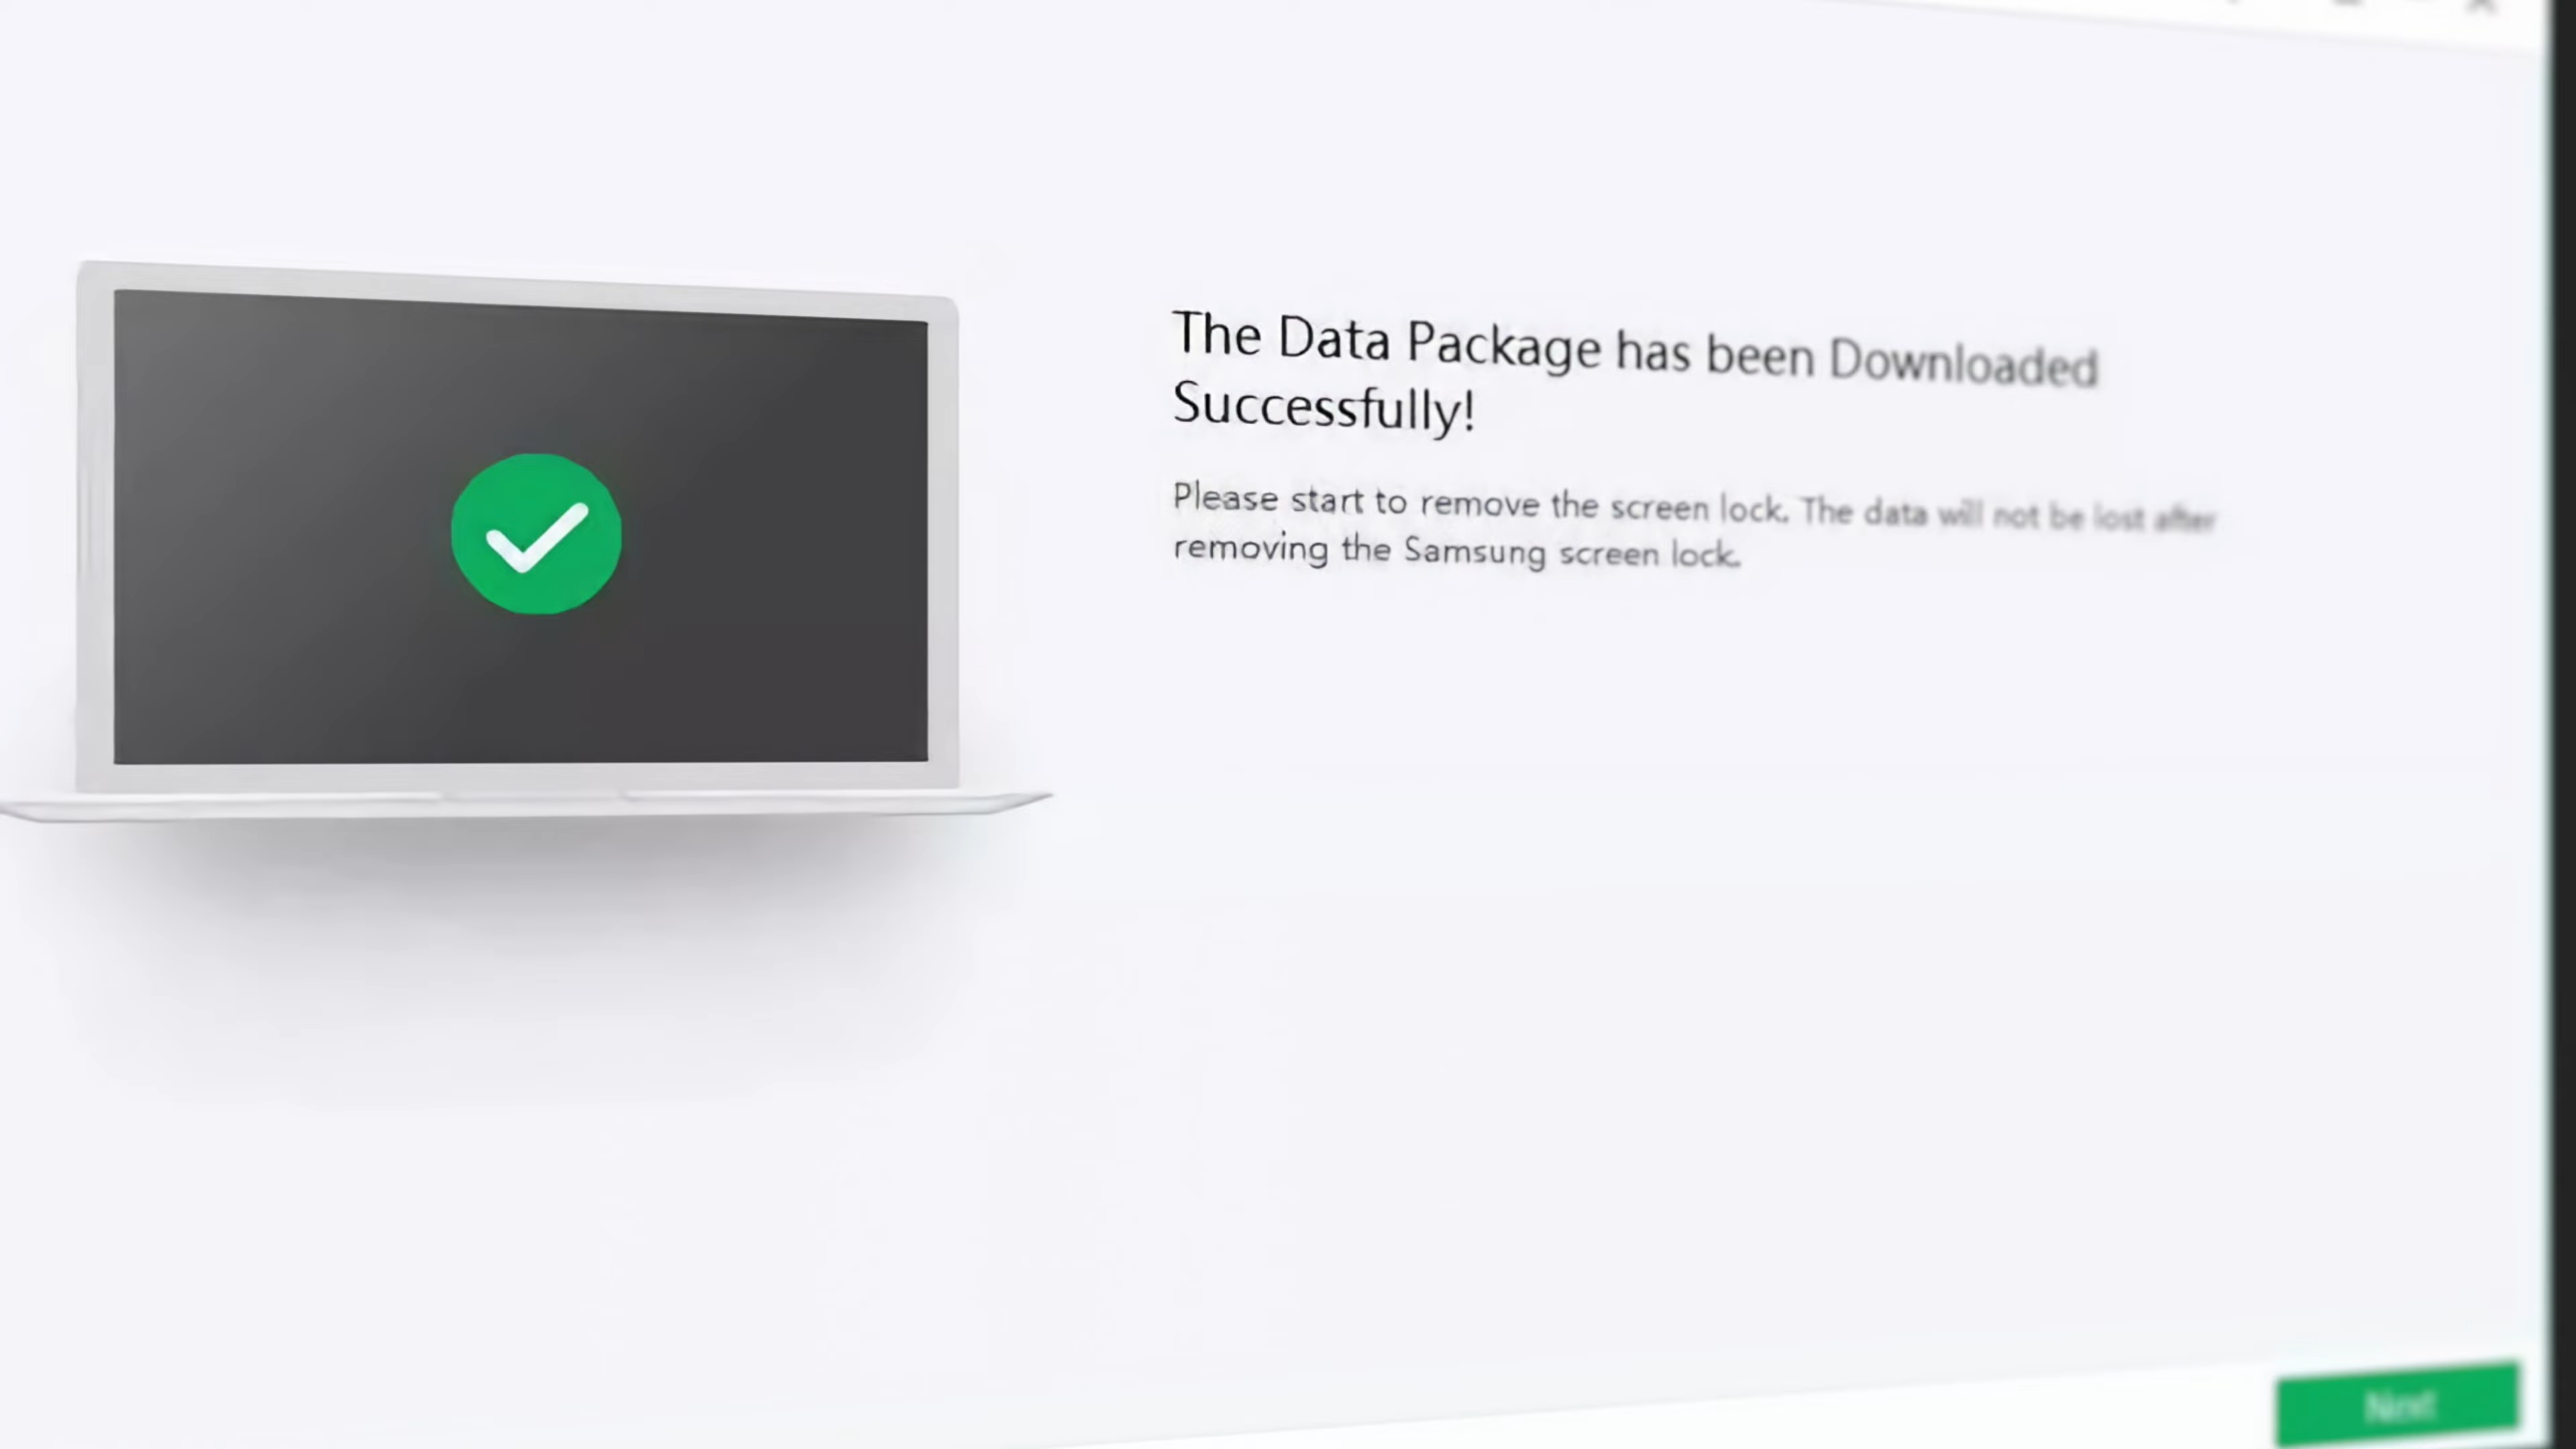 The Data Package has been Downloaded
Successfully!
Please start to remove the screen lock. The data will not be lost after
removing the Samsung screen lock.
Next